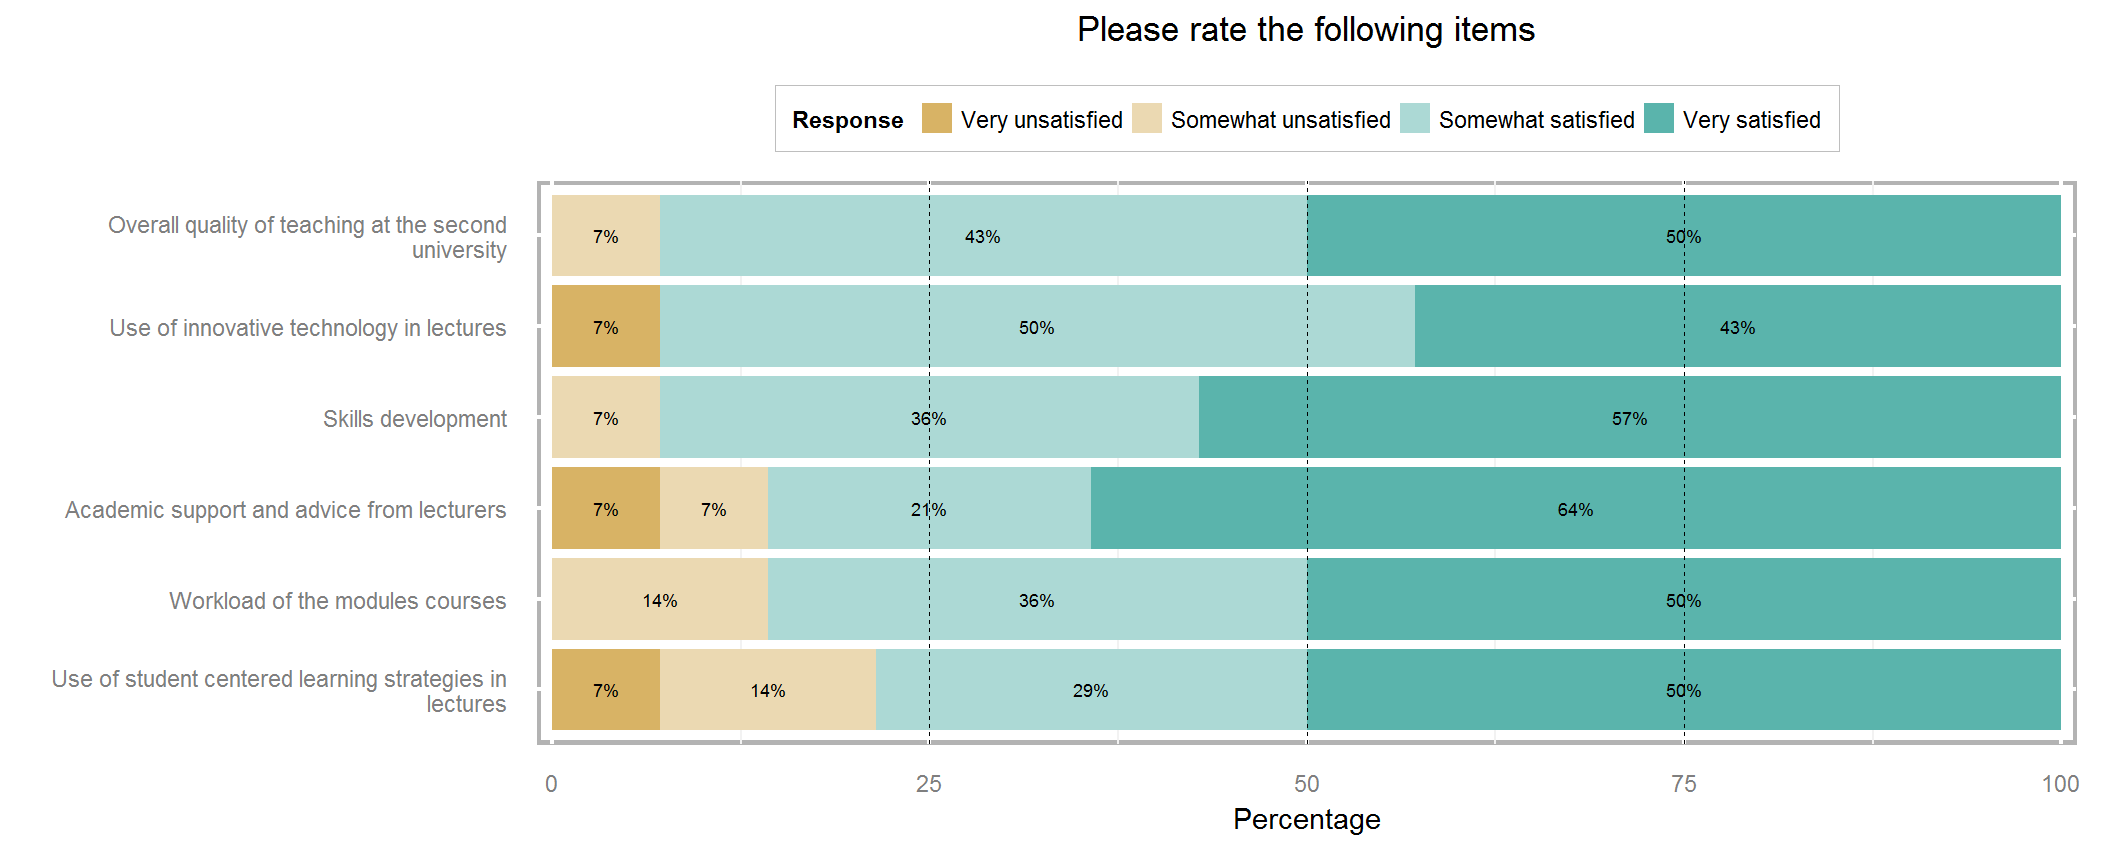 Please rate the following items
Response Very unsatisfied Somewhat unsatisfied Somewhat satisfied Very satisfied
Overall quality of teaching at the second
university
7% 43% 50%
Use of innovative technology in lectures
7% 50% 43%
Skills development
7% 36% 57%
Academic support and advice from lecturers
7% 7% 21% 64%
Workload of the modules courses
14% 36% 50%
Use of student centered learning strategies in
lectures
7% 14% 29% 50%
0 25 50 75 100
Percentage